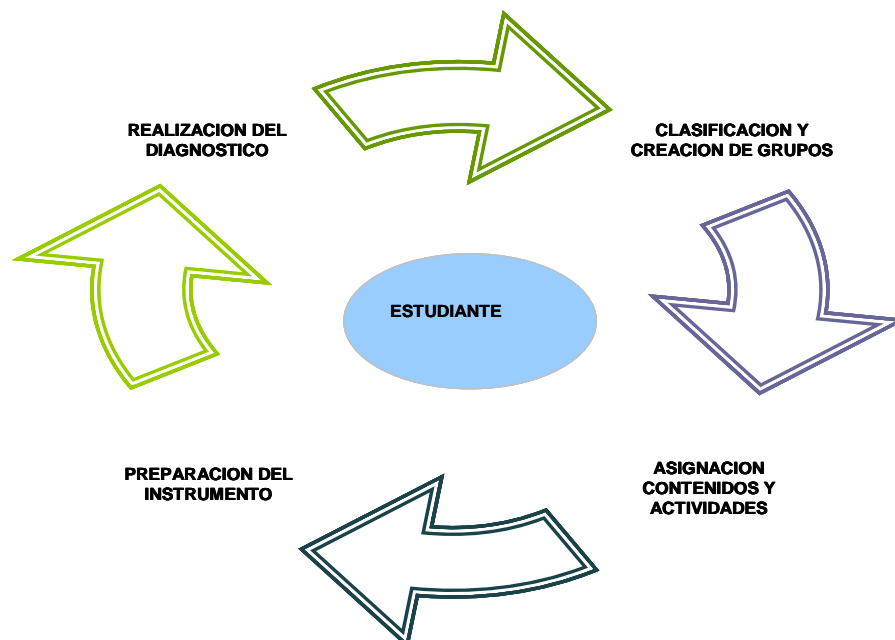 REALIZACION DEL
DIAGNOSTICO
CLASIFICACION Y
CREACION DE GRUPOS
ESTUDIANTE
PREPARACION DEL
INSTRUMENTO
ASIGNACION
CONTENIDOS Y
ACTIVIDADES